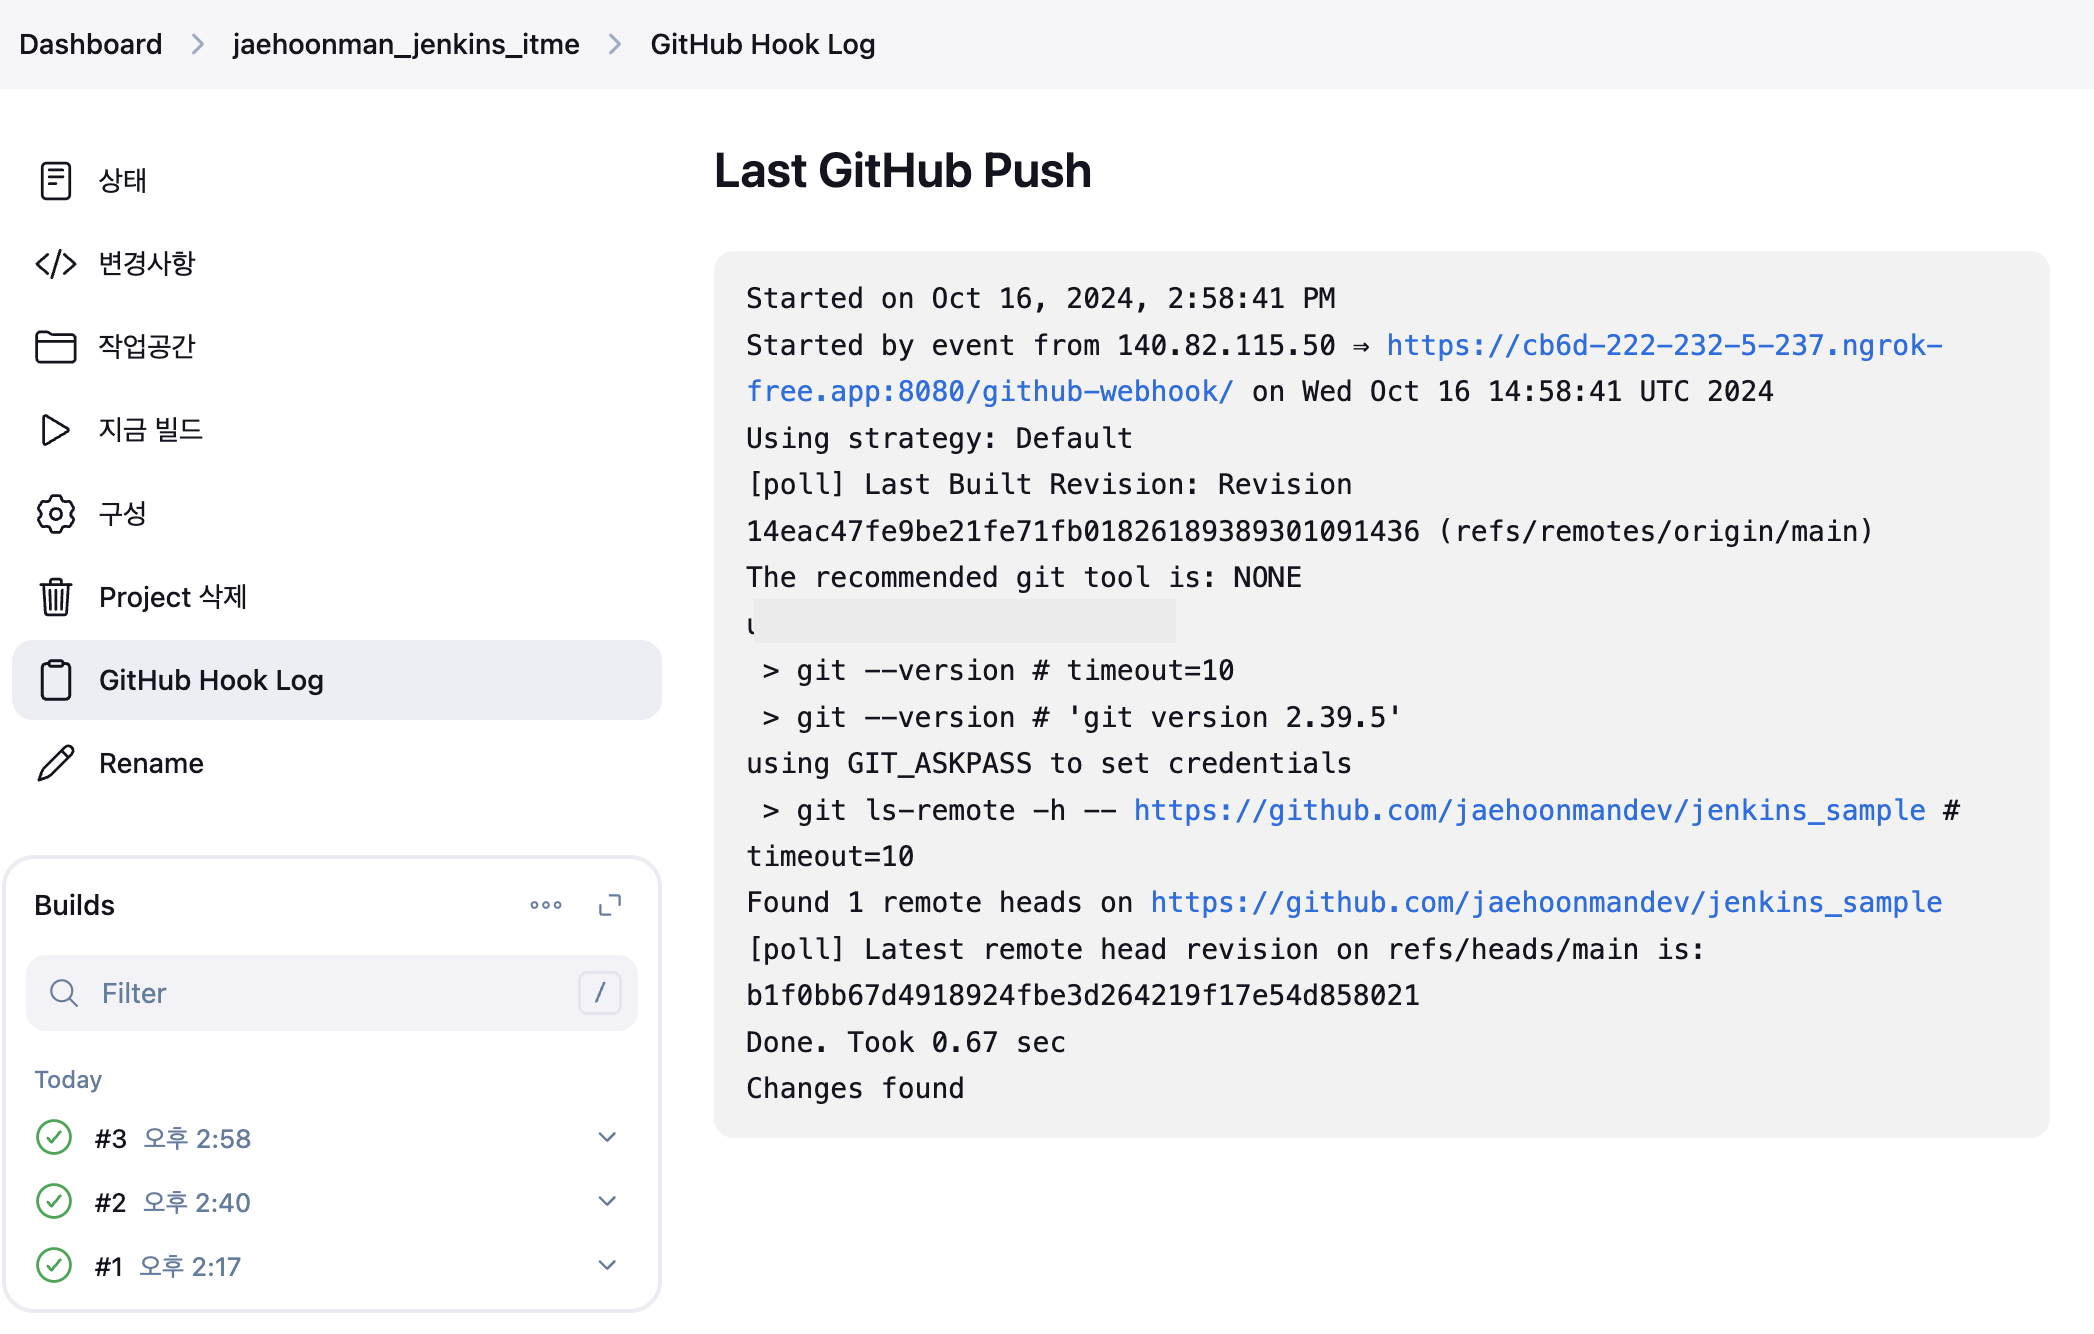 Dashboard > jaehoonman_jenkins_itme > GitHub Hook Log
상태
변경사항
작업공간
지금 빌드
구성
Project 삭제
GitHub Hook Log
Rename
Builds
Filter /
Today
#3 오후 2:58
#2 오후 2:40
#1 오후 2:17
Last GitHub Push
Started on Oct 16, 2024, 2:58:41 PM
Started by event from 140.82.115.50 ⇒ https://cb6d-222-232-5-237.ngrok-
free.app:8080/github-webhook/ on Wed Oct 16 14:58:41 UTC 2024
Using strategy: Default
[poll] Last Built Revision: Revision
14eac47fe9be21fe71fb01826189389301091436 (refs/remotes/origin/main)
The recommended git tool is: NONE
> git --version # timeout=10
> git --version # 'git version 2.39.5'
using GIT_ASKPASS to set credentials
> git ls-remote -h -- https://github.com/jaehoonmandev/jenkins_sample #
timeout=10
Found 1 remote heads on https://github.com/jaehoonmandev/jenkins_sample
[poll] Latest remote head revision on refs/heads/main is:
b1f0bb67d4918924fbe3d264219f17e54d858021
Done. Took 0.67 sec
Changes found